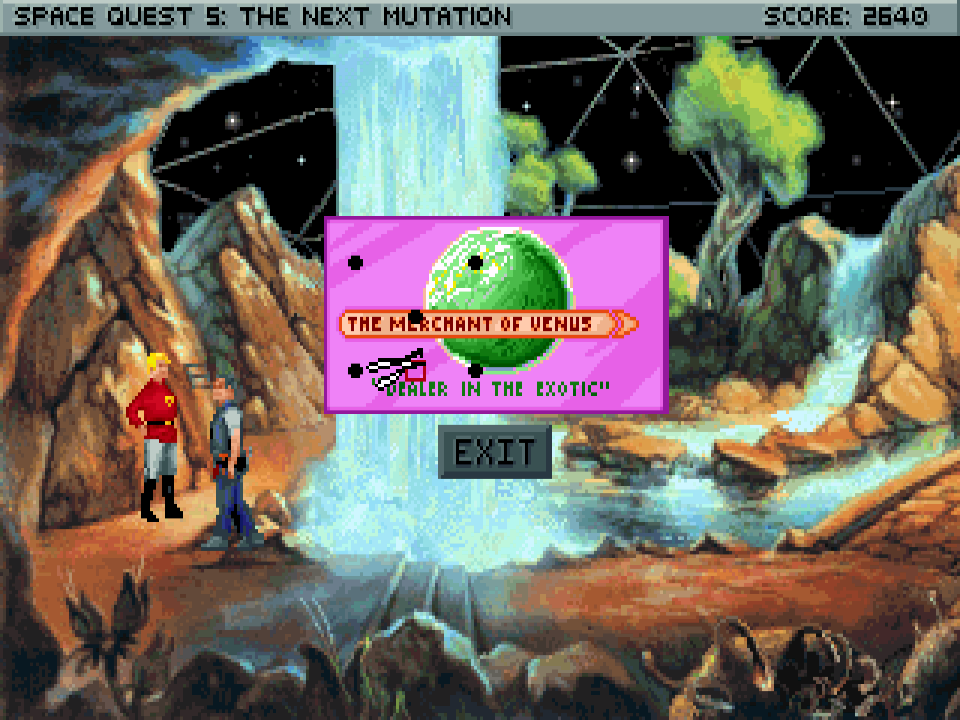 SPACE QUEST 5: THE NEXT MUTATION SCORE: 2640
THE MERCHANT OF VENUS
"DEALER IN THE EXOTIC"
EXIT